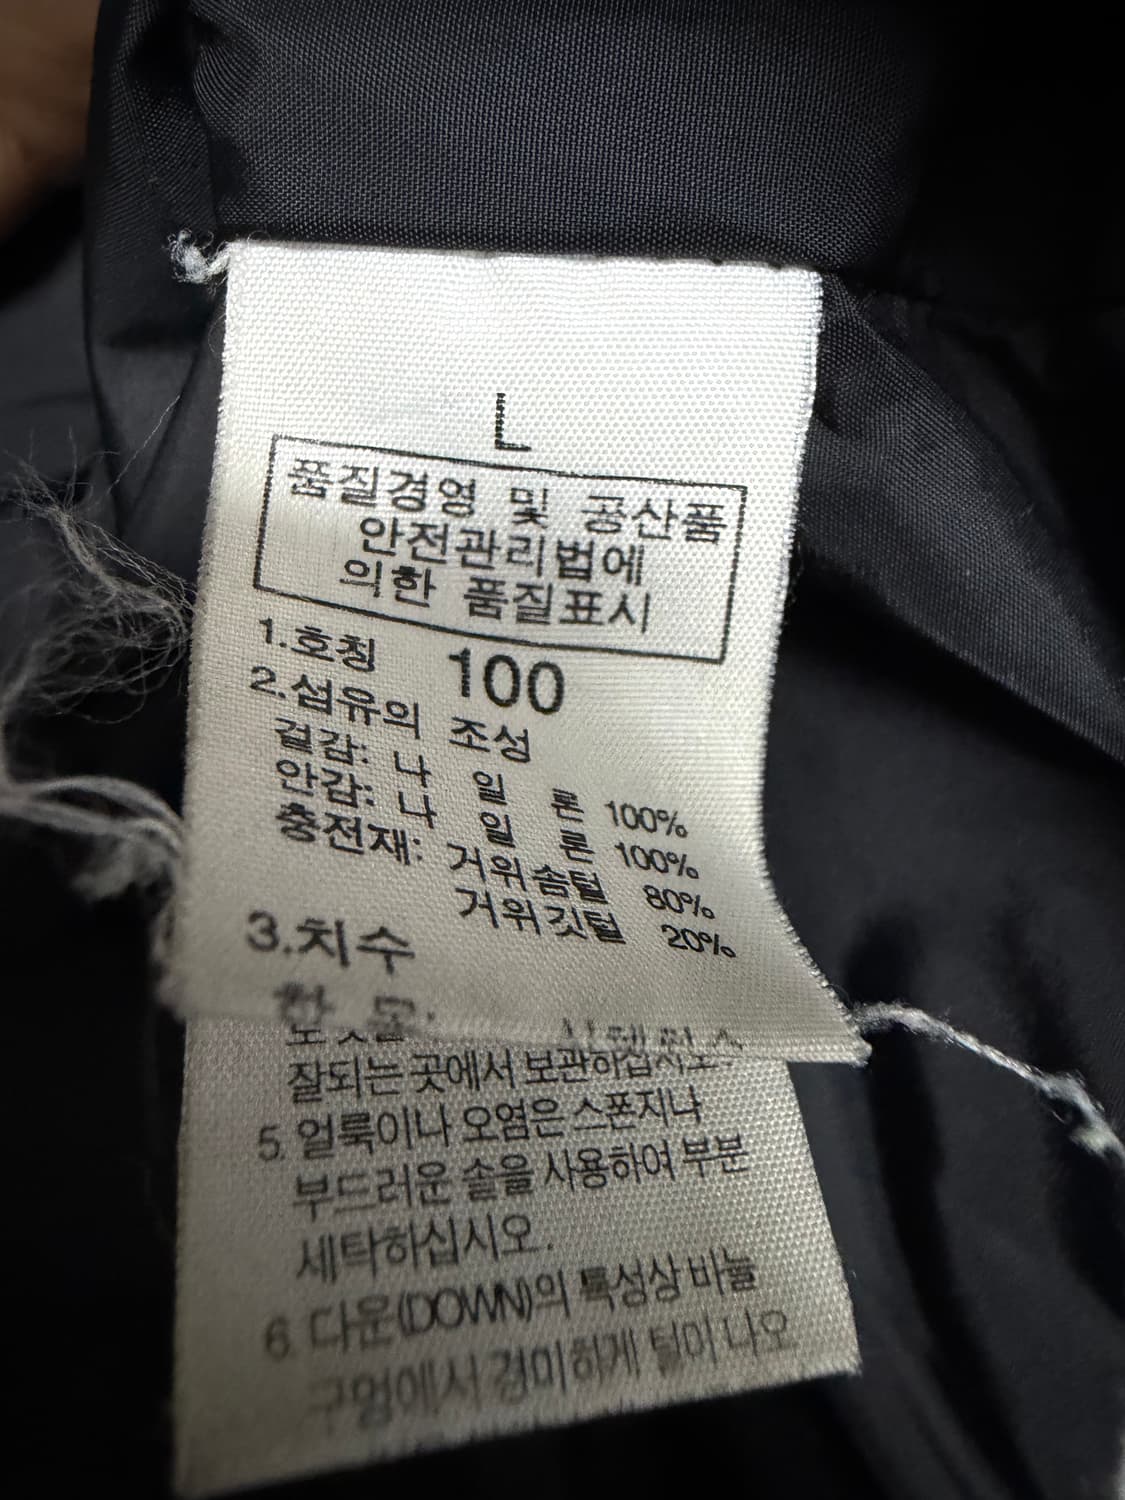 L
품질경영 및 공산품
안전관리법에
의한 품질표시
1.호칭 100
2.섬유의 조성
겉감: 나 일 론 100%
안감: 나 일 론 100%
충전재: 거위솜털 80%
거위깃털 20%
3.치수
잘되는 곳에서 보관하십시오.
5. 얼룩이나 오염은 스폰지나
부드러운 솔을 사용하여 부분
세탁하십시오.
6. 다운(DOWN)의 특성상 바늘
구멍에서 경미하게 털이 나오